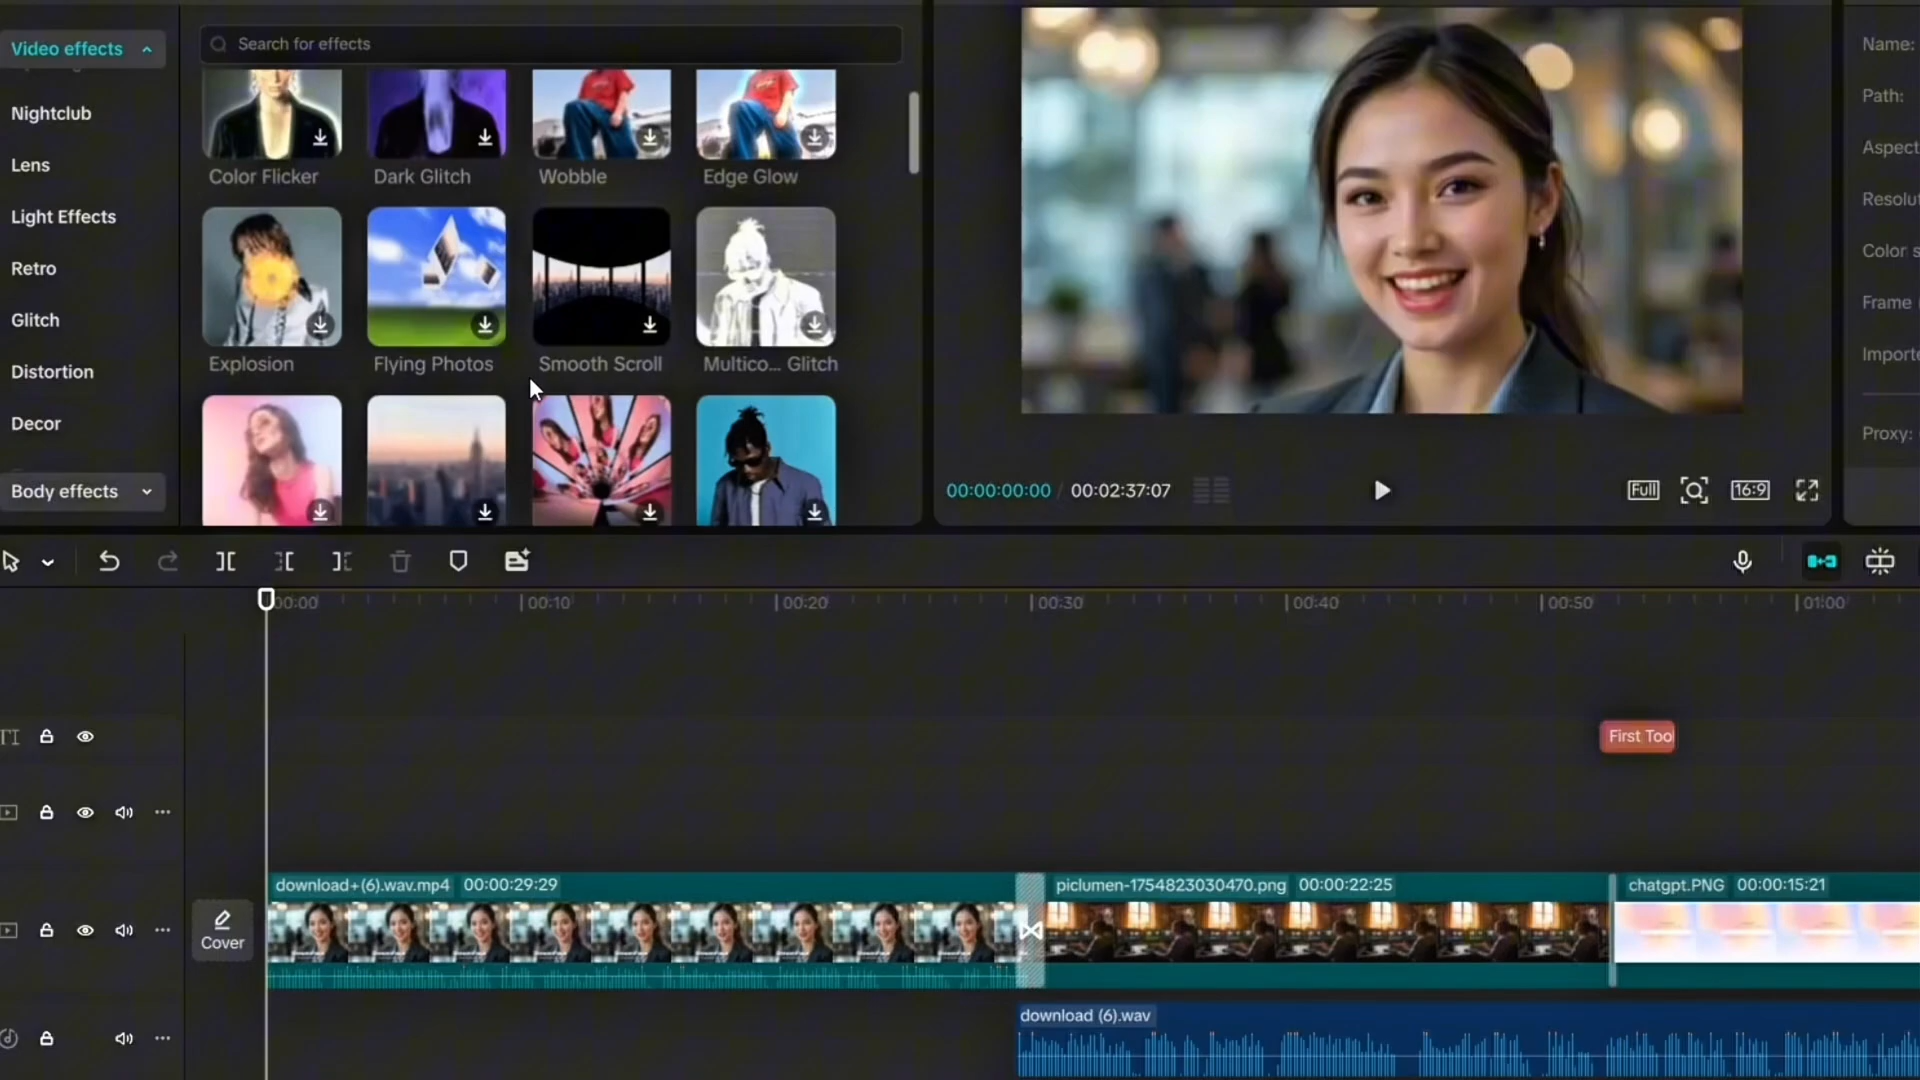 Video effects
Search for effects
Nightclub
Lens
Light Effects
Retro
Glitch
Distortion
Decor
Body effects
Color Flicker
Dark Glitch
Wobble
Edge Glow
Explosion
Flying Photos
Smooth Scroll
Multico... Glitch
00:00:00:00 / 00:02:37:07
Full
16:9
Name:
Path:
Aspect
Resolut
Color s
Frame
Importe
Proxy:
00:00
00:10
00:20
00:30
00:40
00:50
01:00
TI
First Too
Cover
download+(6).wav.mp4 00:00:29:29
piclumen-1754823030470.png 00:00:22:25
chatgpt.PNG 00:00:15:21
download (6).wav